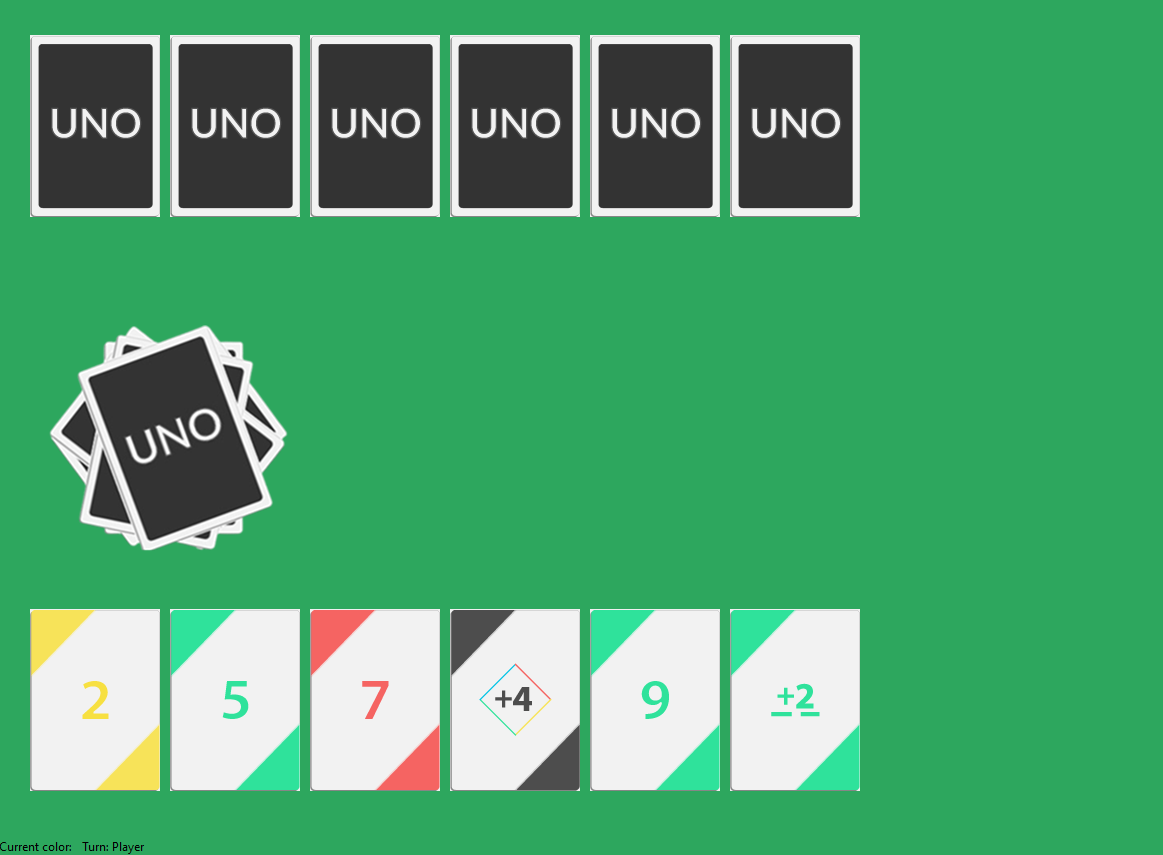 UNO UNO UNO UNO UNO UNO
UNO
2 5 7 +4 9 +2
Current color: Turn: Player